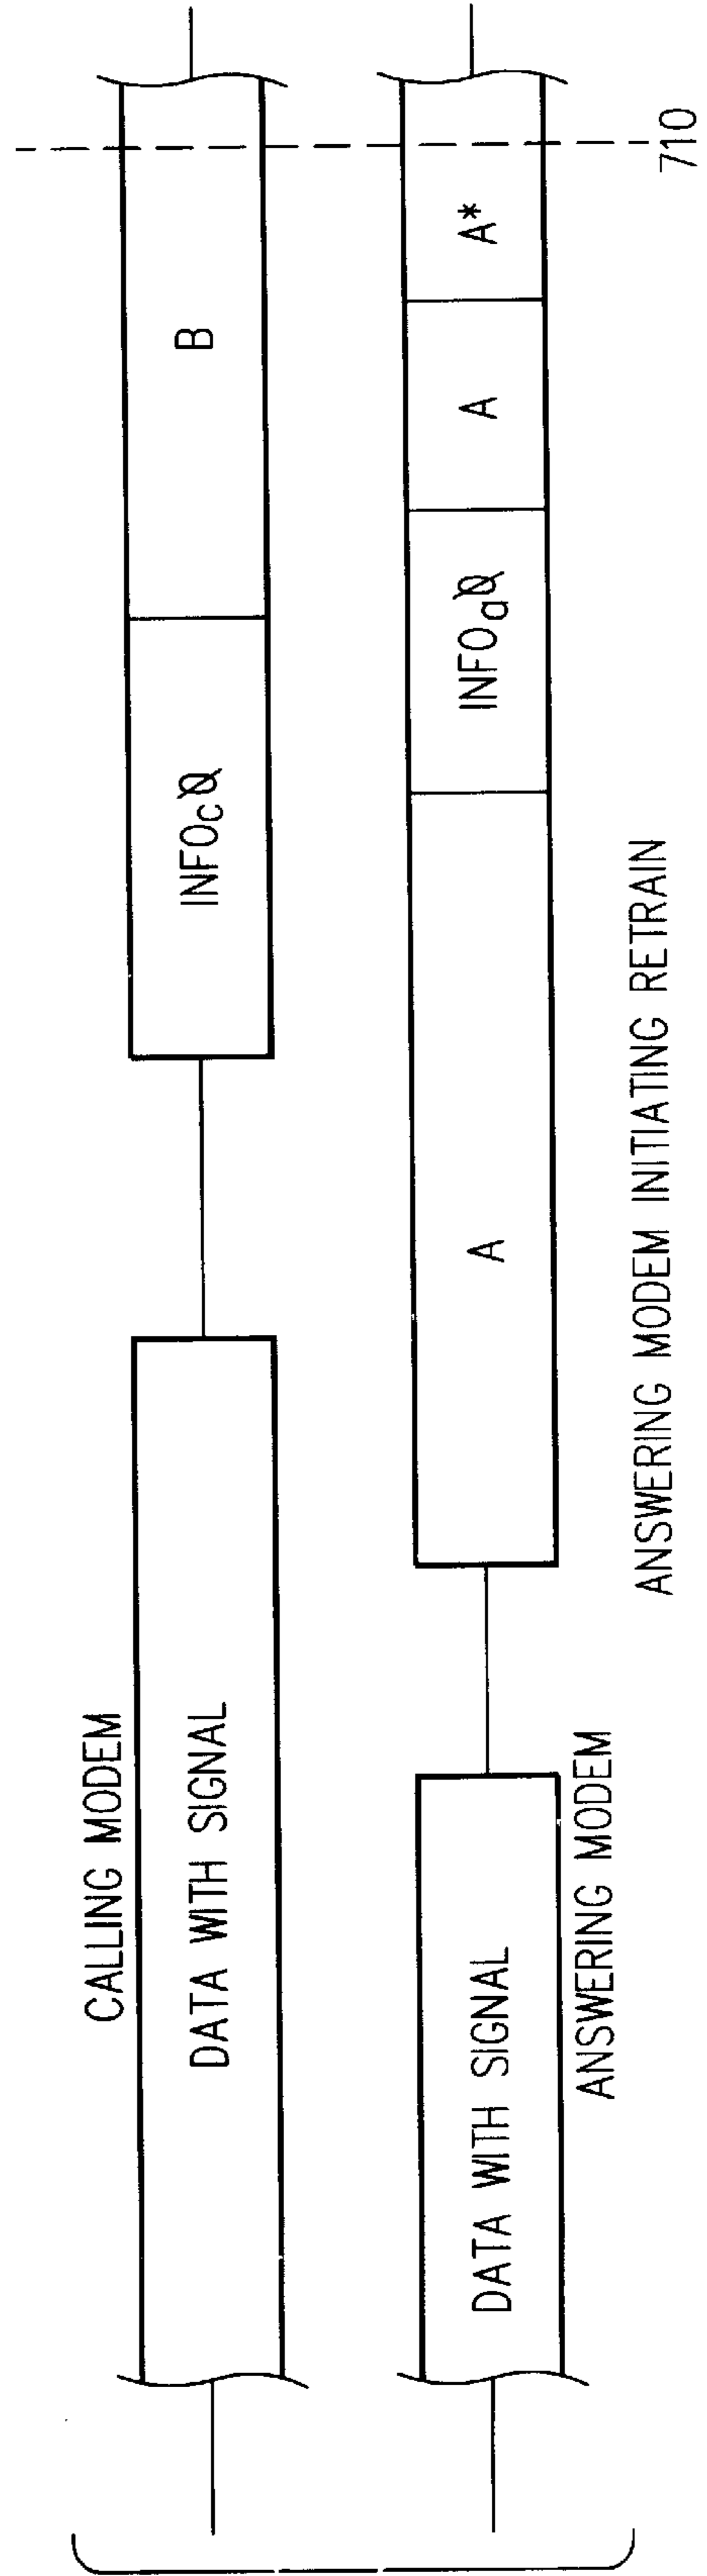 CALLING MODEM
DATA WITH SIGNAL
INFOc0
B
DATA WITH SIGNAL
A
INFOa0
A
A*
ANSWERING MODEM
ANSWERING MODEM INITIATING RETRAIN
710